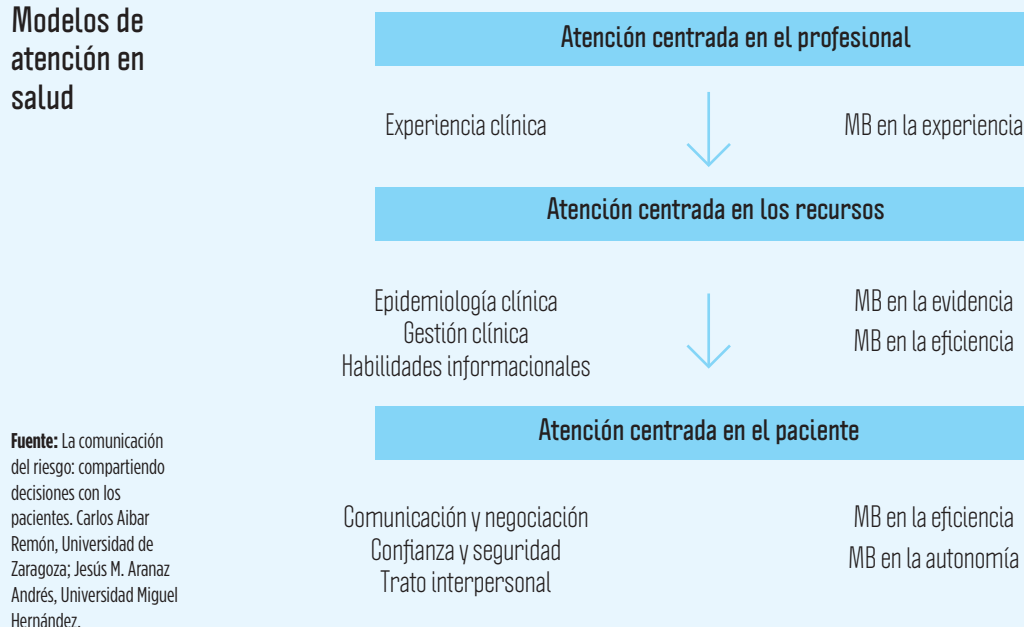 Modelos de
atención en
salud
Atención centrada en el profesional
Experiencia clínica
MB en la experiencia
Atención centrada en los recursos
Epidemiología clínica
Gestión clínica
Habilidades informacionales
MB en la evidencia
MB en la eficiencia
Atención centrada en el paciente
Comunicación y negociación
Confianza y seguridad
Trato interpersonal
MB en la eficiencia
MB en la autonomía
Fuente: La comunicación
del riesgo: compartiendo
decisiones con los
pacientes. Carlos Aibar
Remón, Universidad de
Zaragoza; Jesús M. Aranaz
Andrés, Universidad Miguel
Hernández.